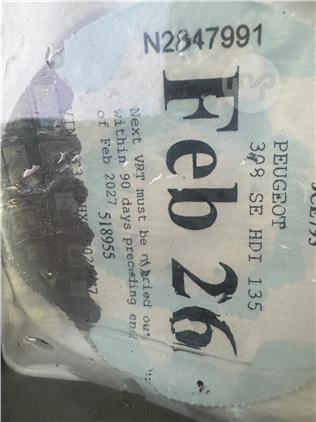 N2847991
PEUGEOT
308 SE HDI 135
Feb 26
Next VRT must be carried out
within 90 days preceding end
of Feb 2027 518955
VIN